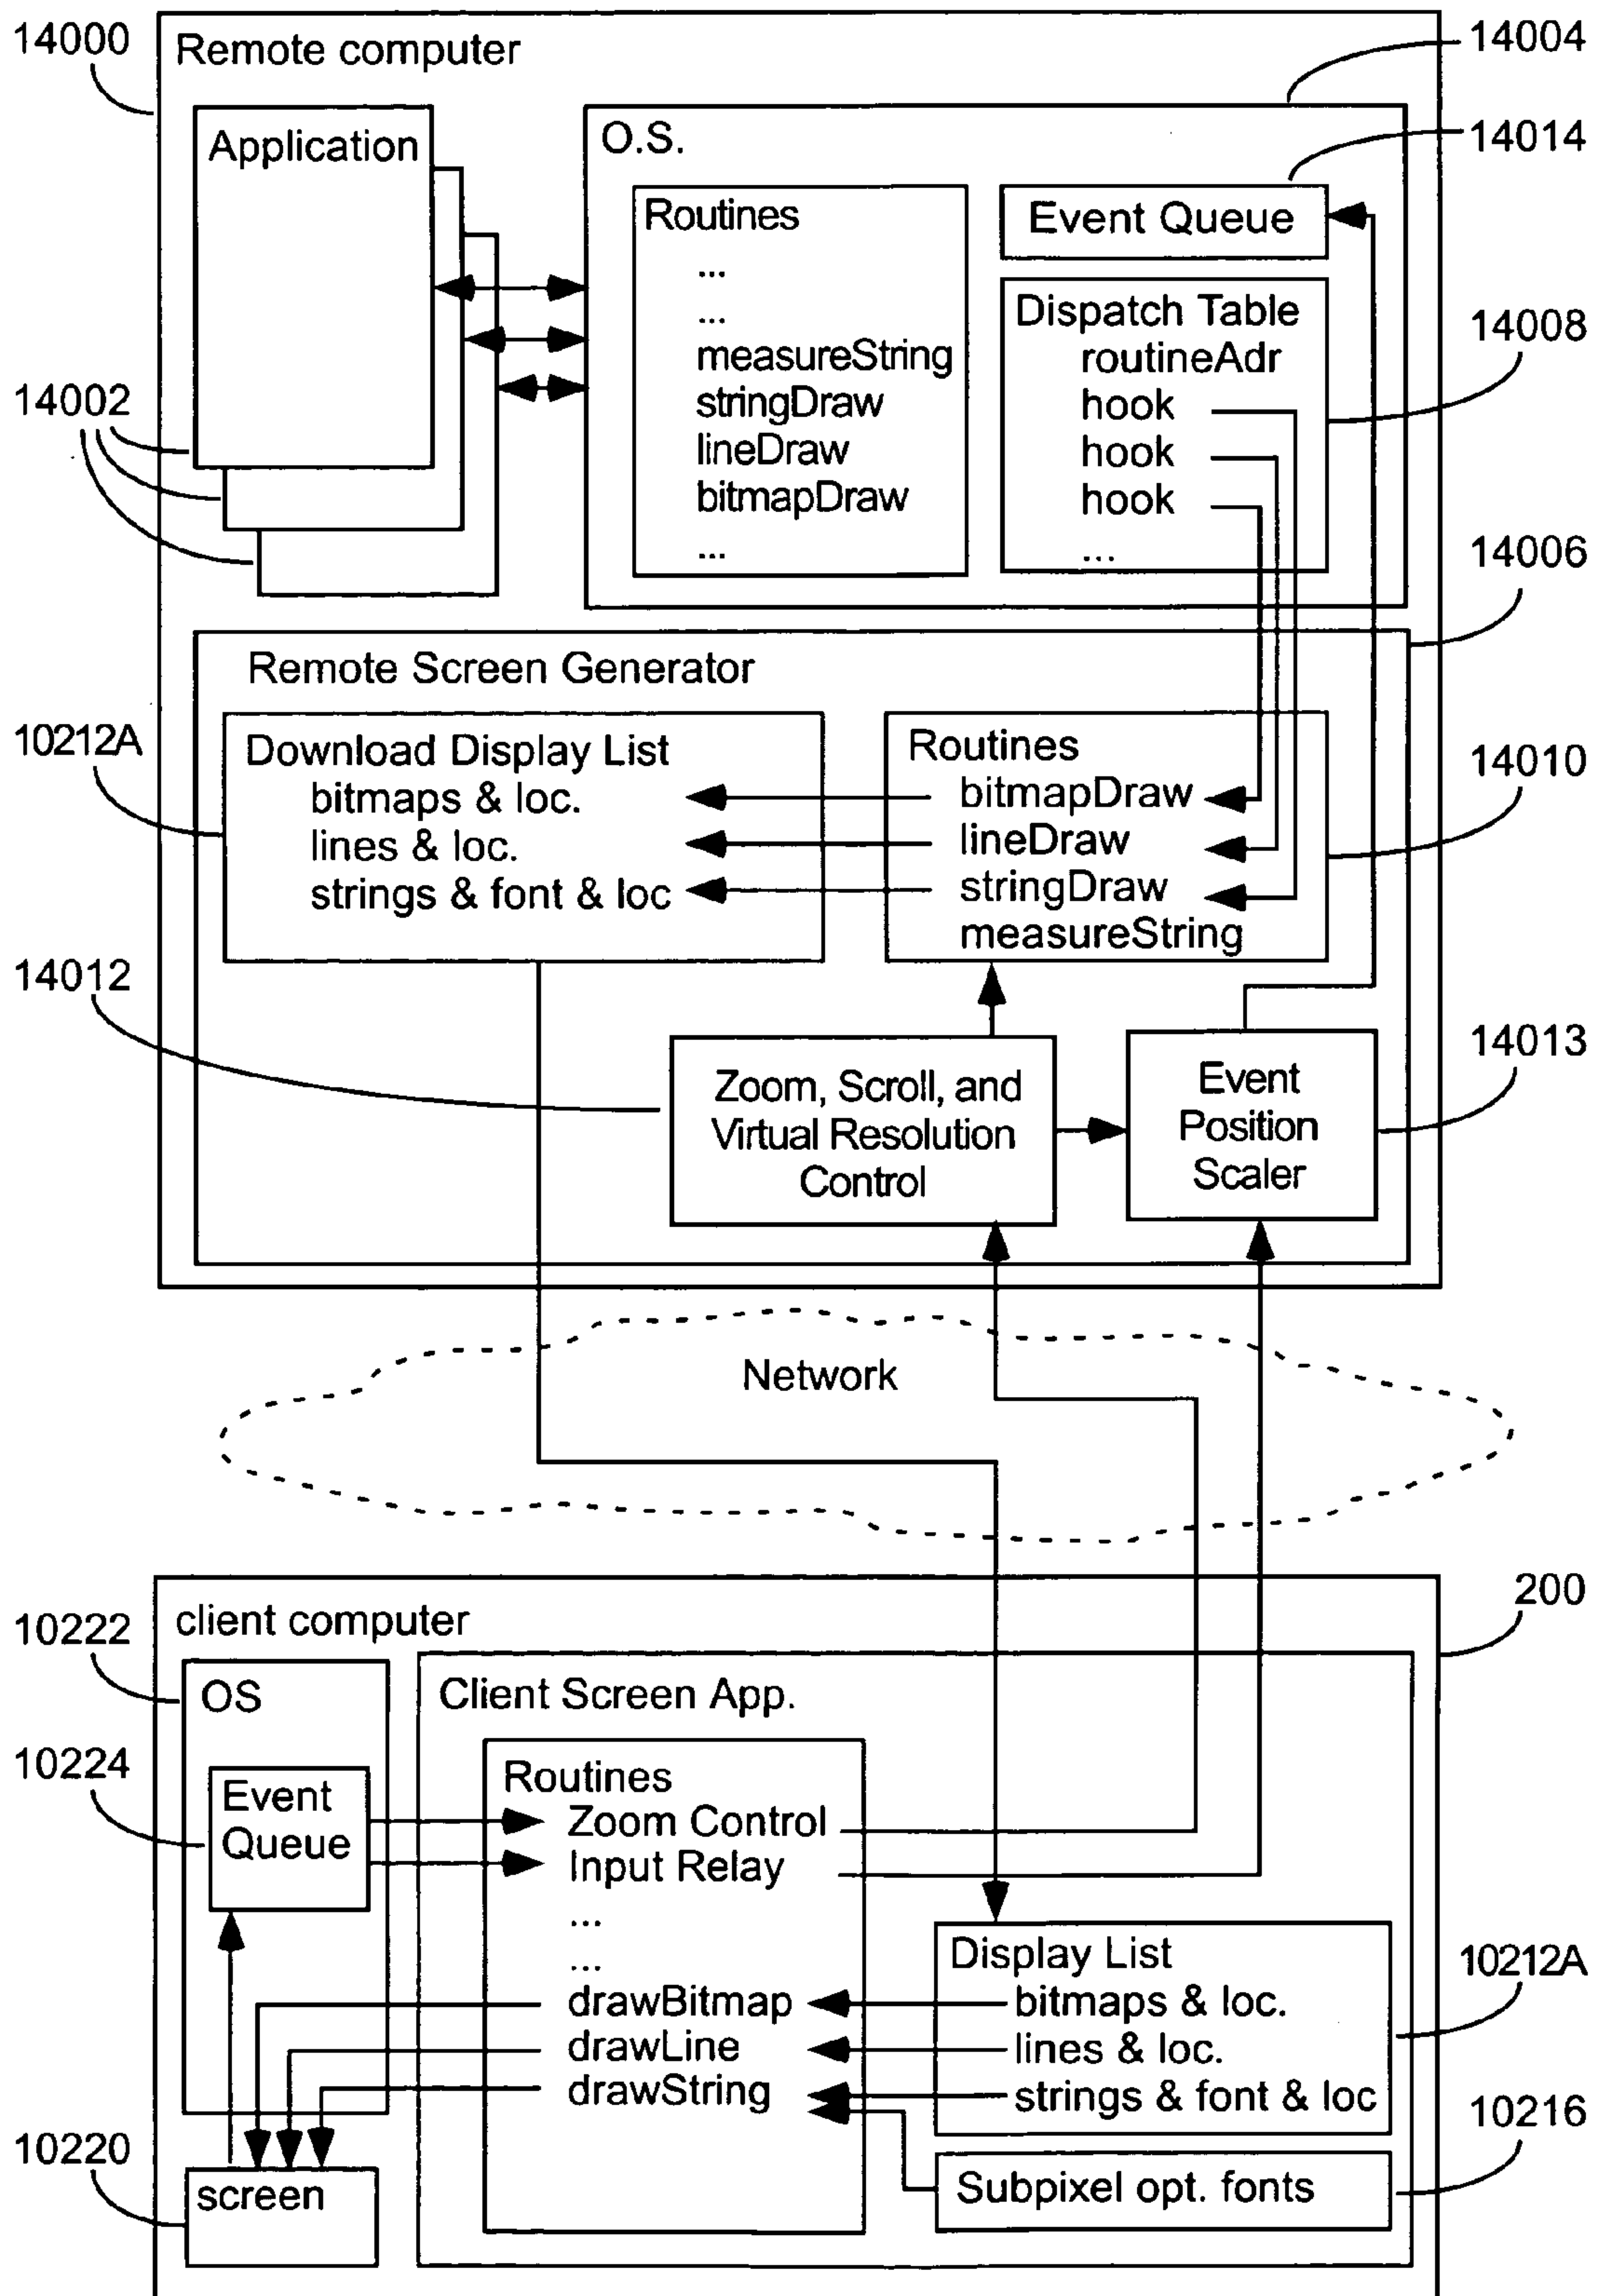 14000
Remote computer
14004
Application
O.S.
14014
Routines
...
...
measureString
stringDraw
lineDraw
bitmapDraw
...
Event Queue
Dispatch Table
routineAdr
hook
hook
hook
...
14008
14002
14006
Remote Screen Generator
10212A
Download Display List
bitmaps & loc.
lines & loc.
strings & font & loc
Routines
bitmapDraw
lineDraw
stringDraw
measureString
14010
14012
Zoom, Scroll, and
Virtual Resolution
Control
Event
Position
Scaler
14013
Network
200
client computer
10222
OS
Client Screen App.
10224
Event
Queue
Routines
Zoom Control
Input Relay
...
...
drawBitmap
drawLine
drawString
Display List
bitmaps & loc.
lines & loc.
strings & font & loc
10212A
10216
Subpixel opt. fonts
10220
screen